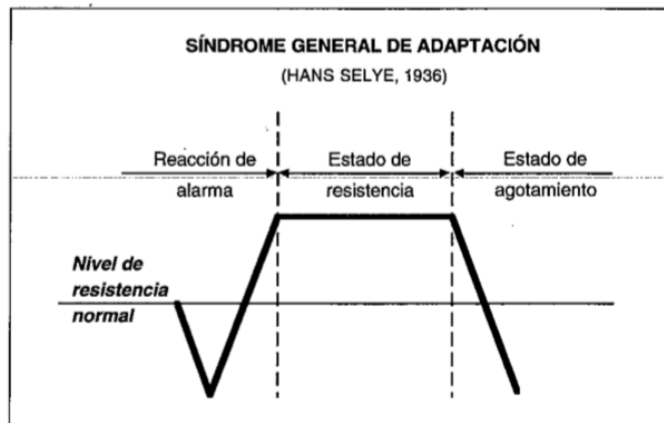 SÍNDROME GENERAL DE ADAPTACIÓN
(HANS SELYE, 1936)
Reacción de
alarma
Estado de
resistencia
Estado de
agotamiento
Nivel de
resistencia
normal